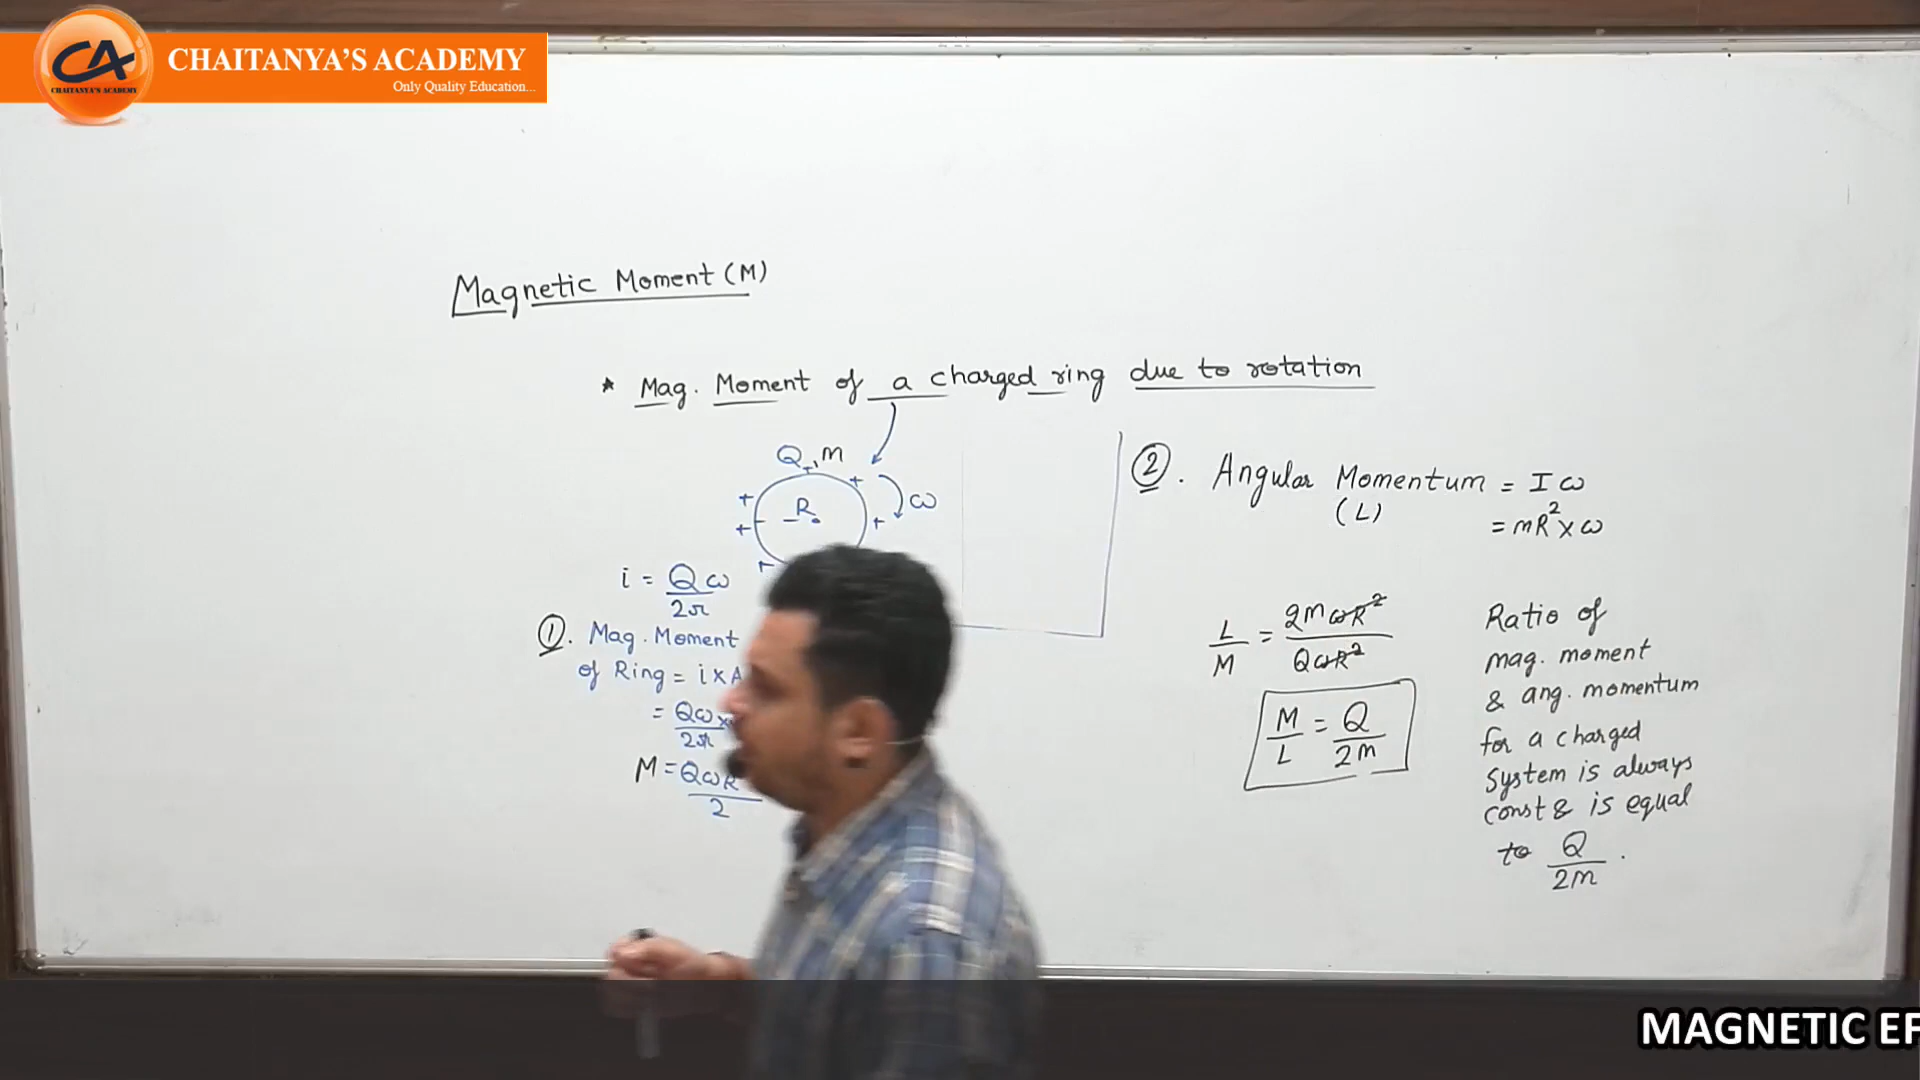 CA
CHAITANYA'S ACADEMY
CHAITANYA'S ACADEMY
Only Quality Education...
Magnetic Moment (M)
* Mag. Moment of a charged ring due to rotation
Q, m
R
ω
i = Qω / 2π
①. Mag. Moment
of Ring = i × A
= Qω ×
2π
M = QωR
2
②. Angular Momentum = I ω
(L) = mR² × ω
L/M = 2mωR² / QωR²
M/L = Q/2m
Ratio of
mag. moment
& ang. momentum
for a charged
System is always
const & is equal
to Q/2m .
MAGNETIC EF